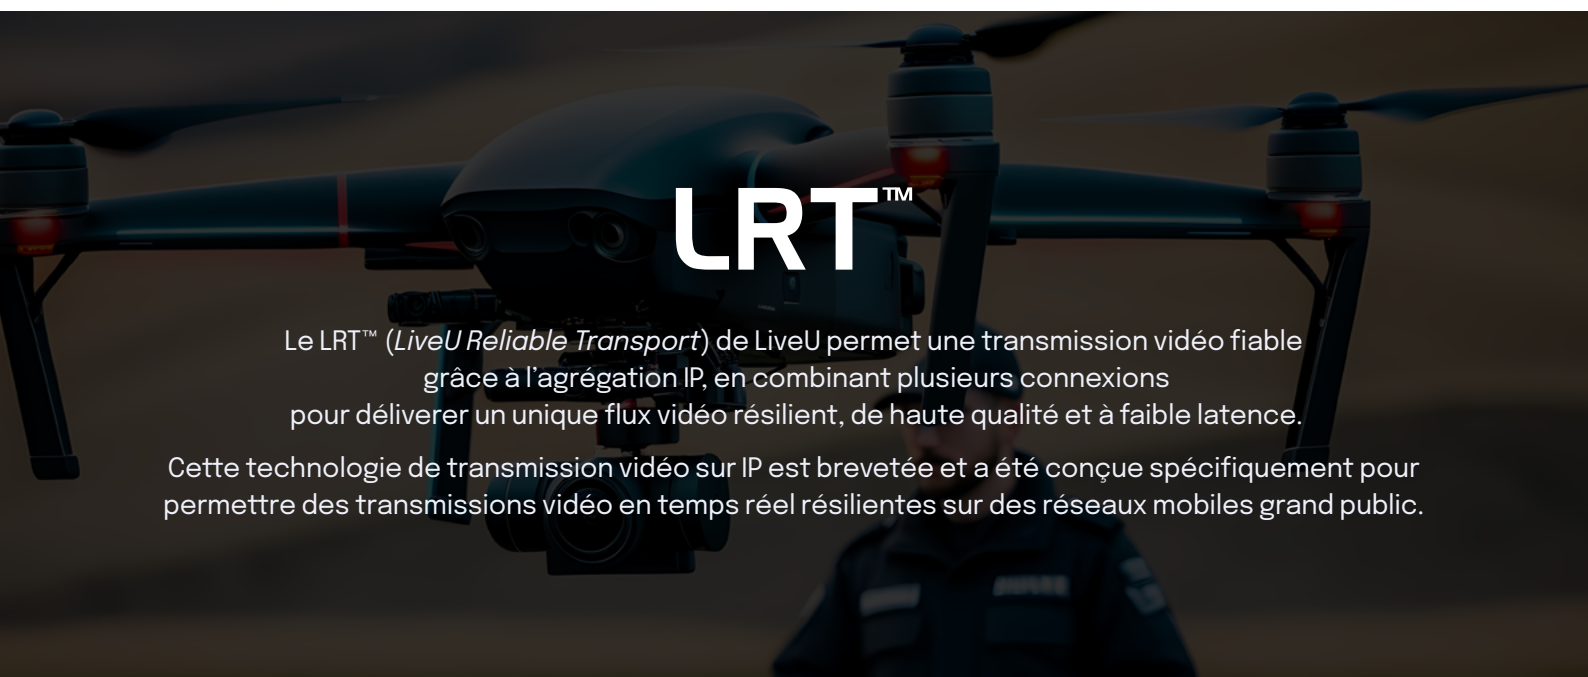 LRT™
Le LRT™ (LiveU Reliable Transport) de LiveU permet une transmission vidéo fiable
grâce à l’agrégation IP, en combinant plusieurs connexions
pour déliverer un unique flux vidéo résilient, de haute qualité et à faible latence.
Cette technologie de transmission vidéo sur IP est brevetée et a été conçue spécifiquement pour
permettre des transmissions vidéo en temps réel résilientes sur des réseaux mobiles grand public.